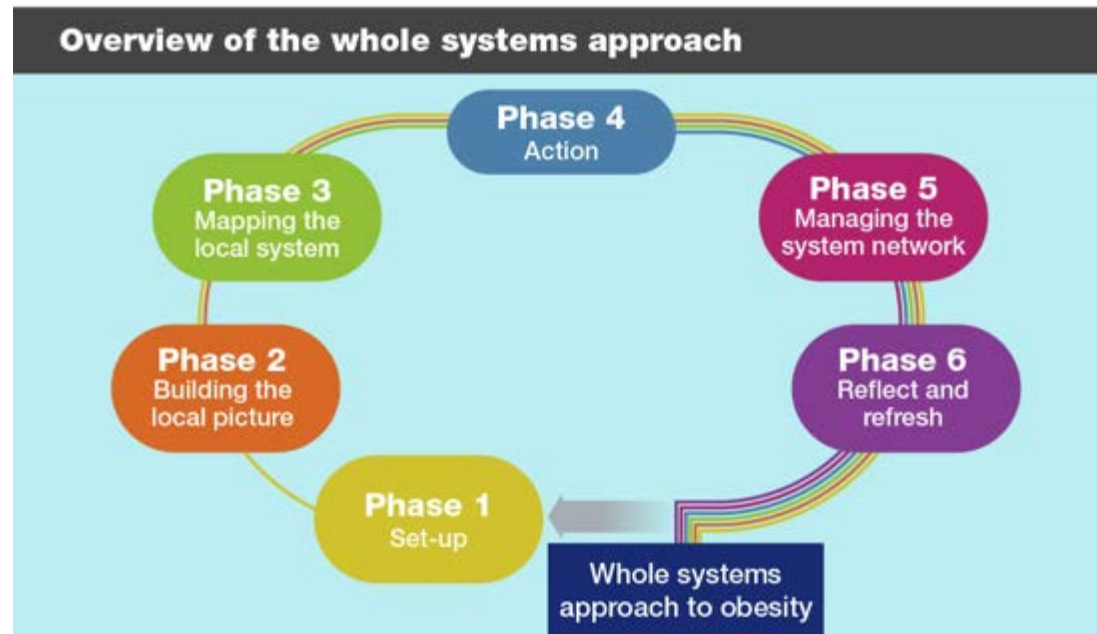 Overview of the whole systems approach
Phase 4
Action
Phase 3
Mapping the
local system
Phase 5
Managing the
system network
Phase 2
Building the
local picture
Phase 6
Reflect and
refresh
Phase 1
Set-up
Whole systems
approach to obesity